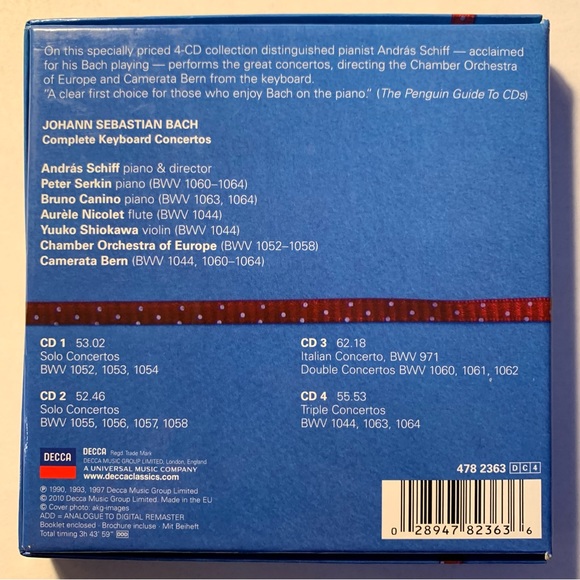 On this specially priced 4-CD collection distinguished pianist András Schiff — acclaimed
for his Bach playing — performs the great concertos, directing the Chamber Orchestra
of Europe and Camerata Bern from the keyboard.
"A clear first choice for those who enjoy Bach on the piano." (The Penguin Guide To CDs)
JOHANN SEBASTIAN BACH
Complete Keyboard Concertos
András Schiff piano & director
Peter Serkin piano (BWV 1060–1064)
Bruno Canino piano (BWV 1063, 1064)
Aurèle Nicolet flute (BWV 1044)
Yuuko Shiokawa violin (BWV 1044)
Chamber Orchestra of Europe (BWV 1052–1058)
Camerata Bern (BWV 1044, 1060–1064)
CD 1 53.02
Solo Concertos
BWV 1052, 1053, 1054
CD 2 52.46
Solo Concertos
BWV 1055, 1056, 1057, 1058
CD 3 62.18
Italian Concerto, BWV 971
Double Concertos BWV 1060, 1061, 1062
CD 4 55.53
Triple Concertos
BWV 1044, 1063, 1064
DECCA
DECCA Regd. Trade Mark
DECCA MUSIC GROUP LIMITED, London, England
A UNIVERSAL MUSIC COMPANY
www.deccaclassics.com
℗ 1990, 1993, 1997 Decca Music Group Limited
© 2010 Decca Music Group Limited. Made in the EU
© Cover photo: akg-images
ADD = ANALOGUE TO DIGITAL REMASTER
Booklet enclosed · Brochure incluse · Mit Beiheft
Total timing 3h 43' 59" DDD
478 2363 DC4
0 28947 82363 6